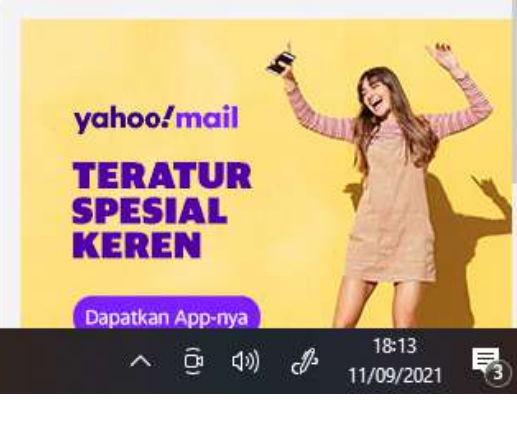 yahoo!mail
TERATUR
SPESIAL
KEREN
Dapatkan App-nya
18:13
11/09/2021
3